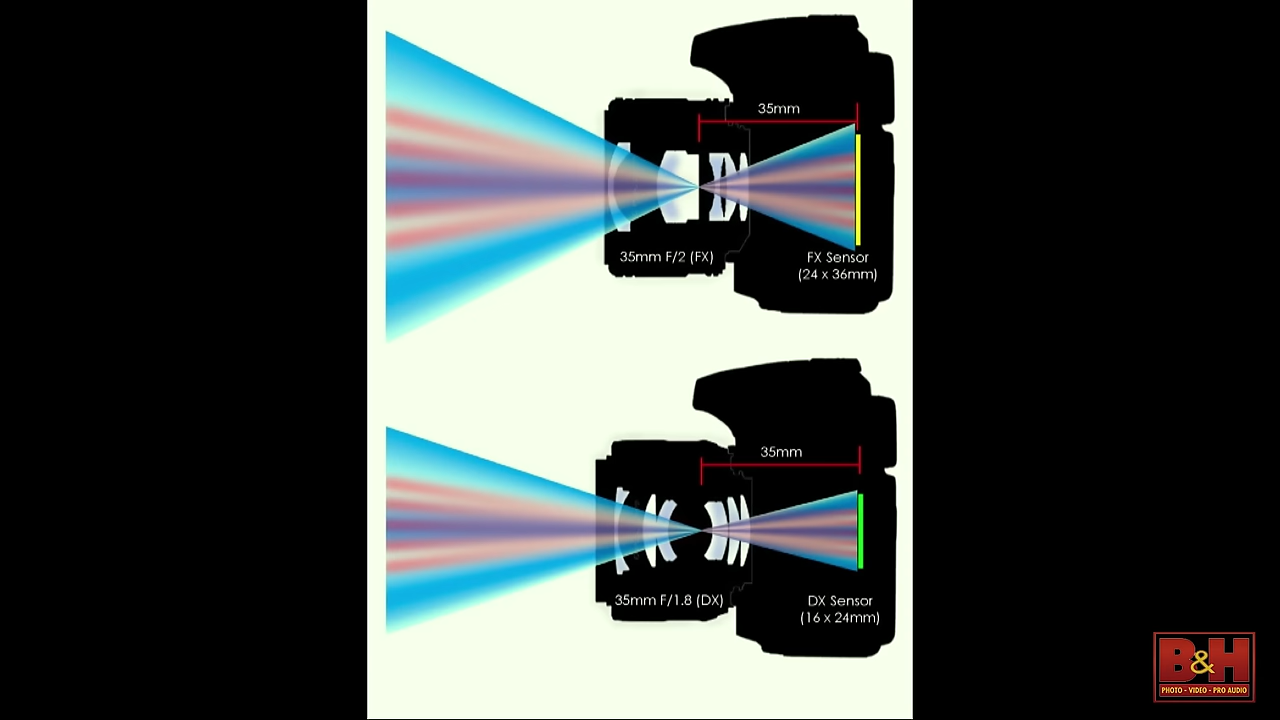 35mm
35mm F/2 (FX)
FX Sensor
(24 x 36mm)
35mm
35mm F/1.8 (DX)
DX Sensor
(16 x 24mm)
B&H
PHOTO - VIDEO - PRO AUDIO